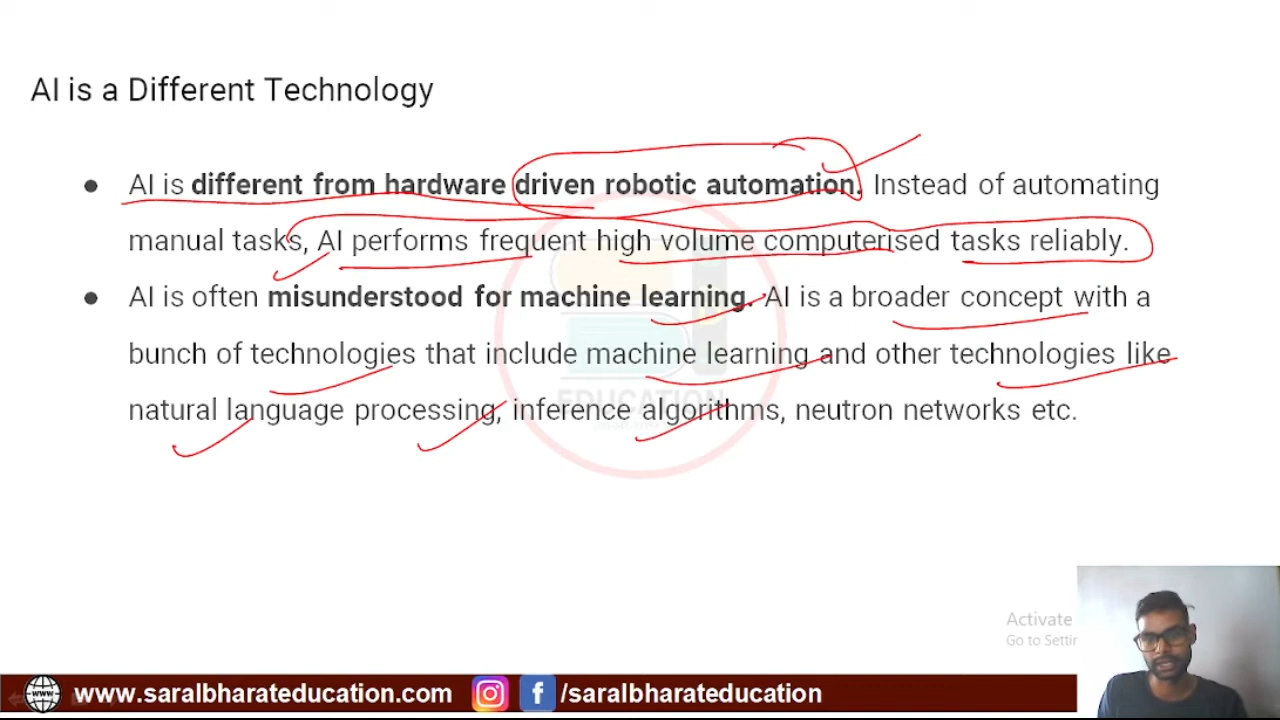 AI is a Different Technology
● AI is different from hardware driven robotic automation. Instead of automating
manual tasks, AI performs frequent high volume computerised tasks reliably.
● AI is often misunderstood for machine learning. AI is a broader concept with a
bunch of technologies that include machine learning and other technologies like
natural language processing, inference algorithms, neutron networks etc.
EDUCATION
Activate
Go to Settin
www www.saralbharateducation.com f /saralbharateducation